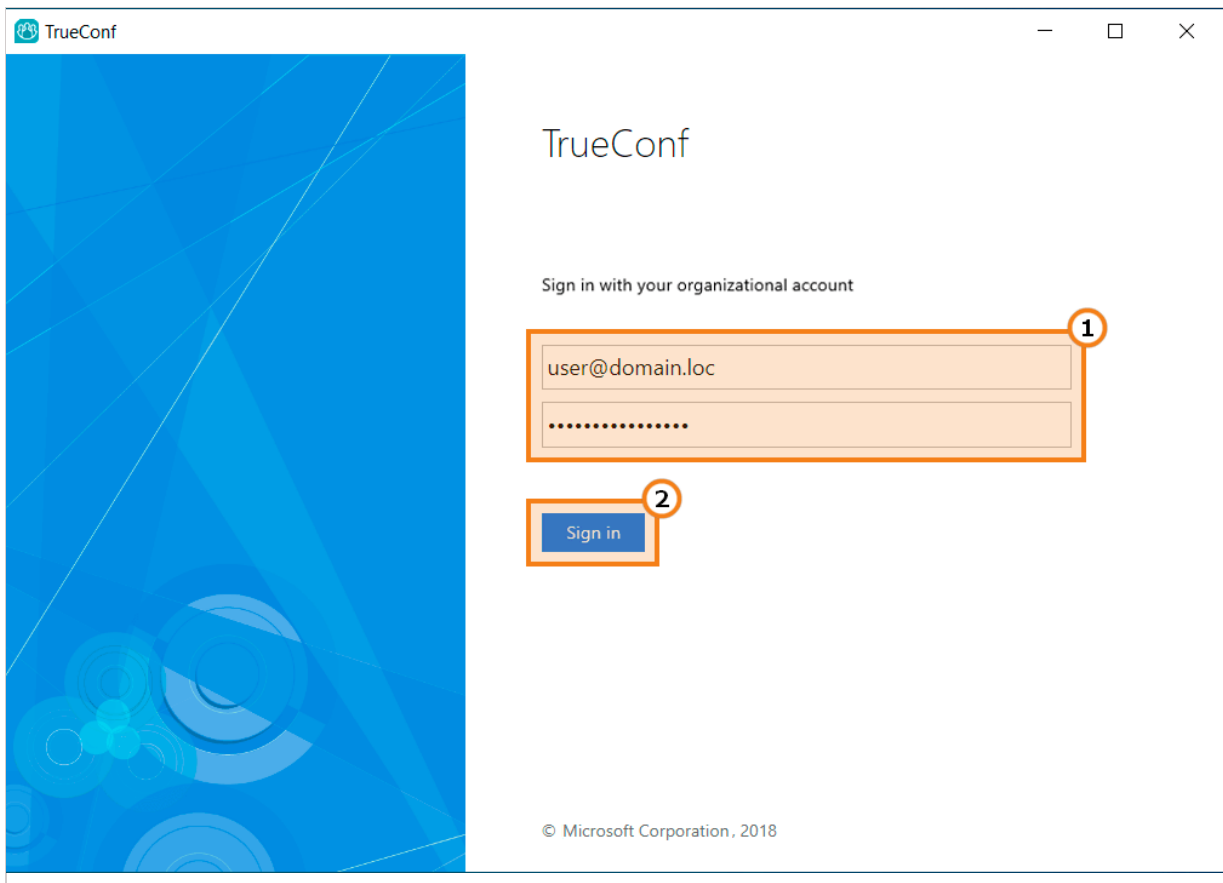 TrueConf
TrueConf
Sign in with your organizational account
1
user@domain.loc
••••••••••••••••
2
Sign in
© Microsoft Corporation, 2018